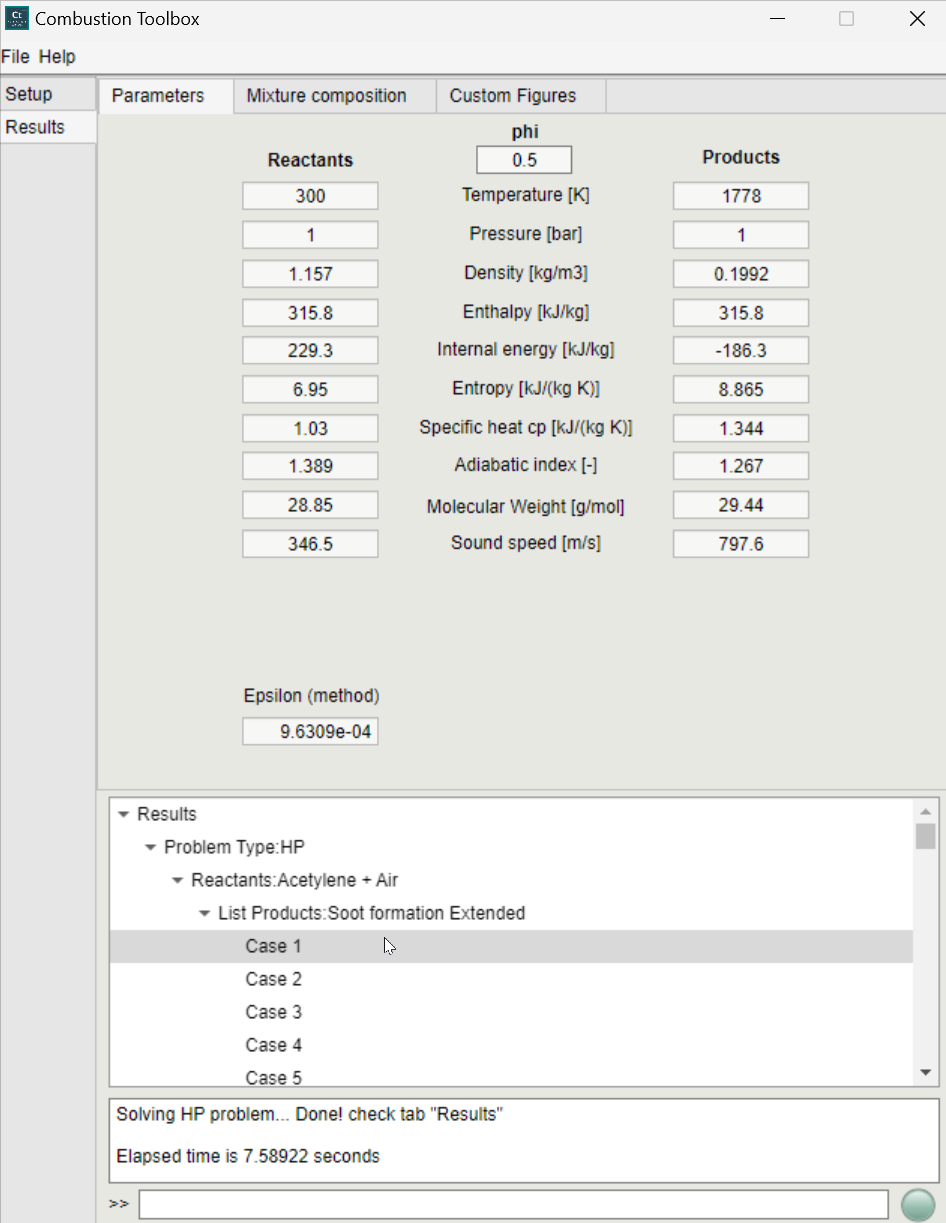 Ct Combustion Toolbox
File Help
Setup
Results
Parameters Mixture composition Custom Figures
phi
Reactants 0.5 Products
300 Temperature [K] 1778
1 Pressure [bar] 1
1.157 Density [kg/m3] 0.1992
315.8 Enthalpy [kJ/kg] 315.8
229.3 Internal energy [kJ/kg] -186.3
6.95 Entropy [kJ/(kg K)] 8.865
1.03 Specific heat cp [kJ/(kg K)] 1.344
1.389 Adiabatic index [-] 1.267
28.85 Molecular Weight [g/mol] 29.44
346.5 Sound speed [m/s] 797.6
Epsilon (method)
9.6309e-04
Results
Problem Type:HP
Reactants:Acetylene + Air
List Products:Soot formation Extended
Case 1
Case 2
Case 3
Case 4
Case 5
Solving HP problem... Done! check tab "Results"
Elapsed time is 7.58922 seconds
>>